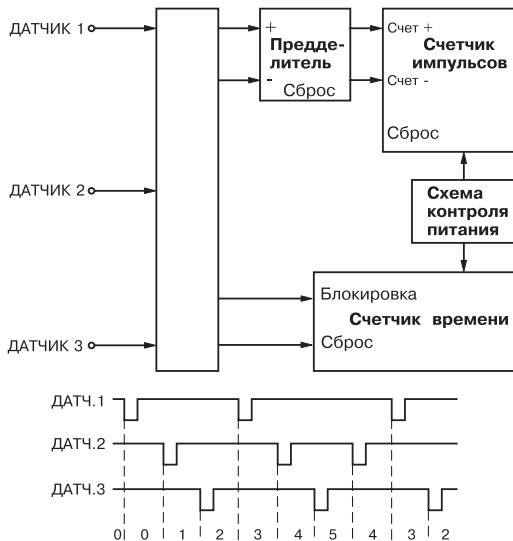 ДАТЧИК 1
ДАТЧИК 2
ДАТЧИК 3
+
-
Предде-
литель
Сброс
Счет +
Счет -
Счетчик
импульсов
Сброс
Схема
контроля
питания
Блокировка
Счетчик времени
Сброс
ДАТЧ.1
ДАТЧ.2
ДАТЧ.3
0 0 1 2 3 4 5 4 3 2